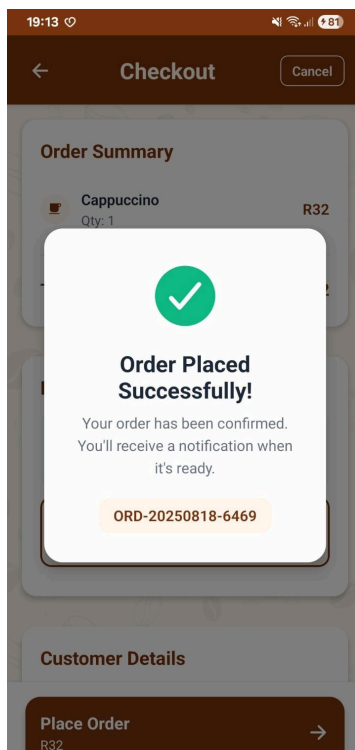 19:13
81
Checkout
Cancel
Order Summary
Cappuccino
R32
Qty: 1
Order Placed
Successfully!
Your order has been confirmed.
You'll receive a notification when
it's ready.
ORD-20250818-6469
Customer Details
Place Order
R32